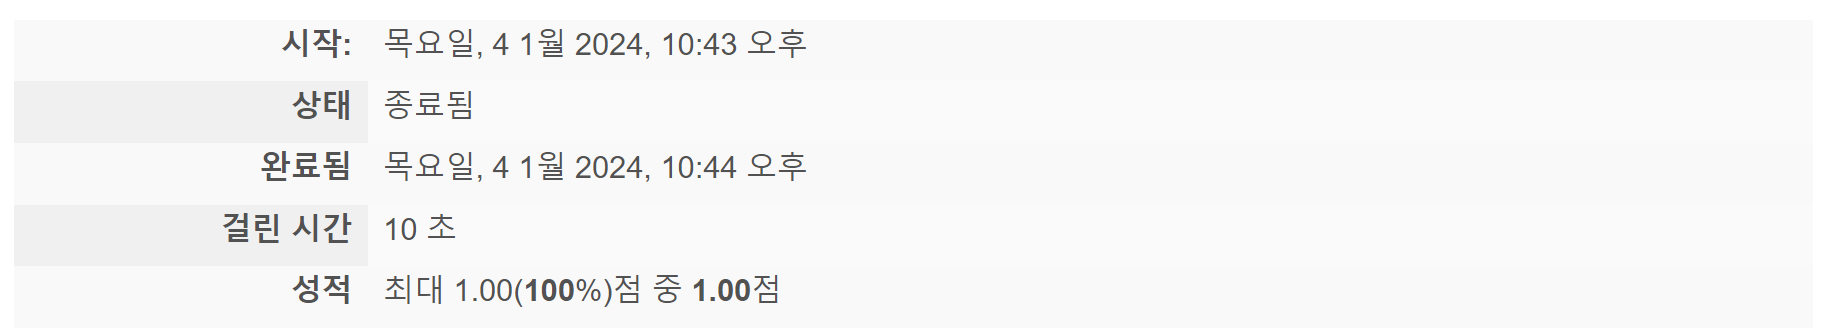 시작: 목요일, 4 1월 2024, 10:43 오후
상태 종료됨
완료됨 목요일, 4 1월 2024, 10:44 오후
걸린 시간 10 초
성적 최대 1.00(100%)점 중 1.00점